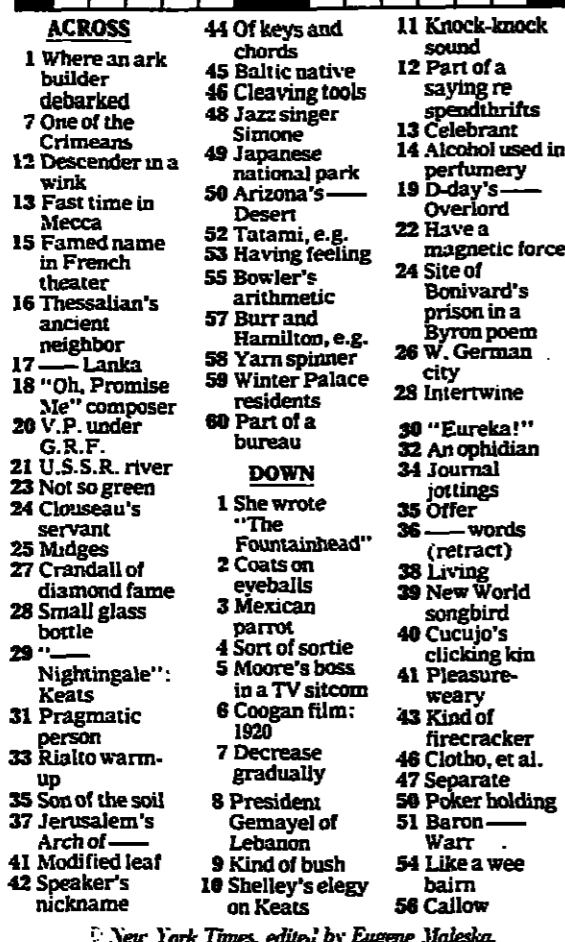 ACROSS
1 Where an ark
builder
debarked
7 One of the
Crimeans
12 Descender in a
wink
13 Fast time in
Mecca
15 Famed name
in French
theater
16 Thessalian's
ancient
neighbor
17 —— Lanka
18 "Oh, Promise
Me" composer
20 V.P. under
G.R.F.
21 U.S.S.R. river
23 Not so green
24 Clouseau's
servant
25 Midges
27 Crandall of
diamond fame
28 Small glass
bottle
29 "——
Nightingale":
Keats
31 Pragmatic
person
33 Rialto warm-
up
35 Son of the soil
37 Jerusalem's
Arch of ——
41 Modified leaf
42 Speaker's
nickname
44 Of keys and
chords
45 Baltic native
46 Cleaving tools
48 Jazz singer
Simone
49 Japanese
national park
50 Arizona's ——
Desert
52 Tatami, e.g.
53 Having feeling
55 Bowler's
arithmetic
57 Burr and
Hamilton, e.g.
58 Yarn spinner
59 Winter Palace
residents
60 Part of a
bureau
DOWN
1 She wrote
"The
Fountainhead"
2 Coats on
eyeballs
3 Mexican
parrot
4 Sort of sortie
5 Moore's boss
in a TV sitcom
6 Coogan film:
1920
7 Decrease
gradually
8 President
Gemayel of
Lebanon
9 Kind of bush
10 Shelley's elegy
on Keats
11 Knock-knock
sound
12 Part of a
saying re
spendthrifts
13 Celebrant
14 Alcohol used in
perfumery
19 D-day's ——
Overlord
22 Have a
magnetic force
24 Site of
Bonivard's
prison in a
Byron poem
26 W. German
city
28 Intertwine
30 "Eureka!"
32 An ophidian
34 Journal
jottings
35 Offer
36 —— words
(retract)
38 Living
39 New World
songbird
40 Cucujo's
clicking kin
41 Pleasure-
weary
43 Kind of
firecracker
46 Clotho, et al.
47 Separate
50 Poker holding
51 Baron ——
Warr
54 Like a wee
bairn
56 Callow
New York Times, edited by Eugene Maleska.